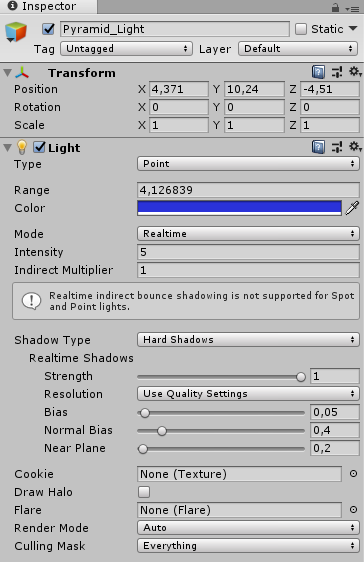 Inspector
Pyramid_Light Static
Tag Untagged Layer Default
Transform
Position X 4,371 Y 10,24 Z -4,51
Rotation X 0 Y 0 Z 0
Scale X 1 Y 1 Z 1
Light
Type Point
Range 4,126839
Color
Mode Realtime
Intensity 5
Indirect Multiplier 1
Realtime indirect bounce shadowing is not supported for Spot
and Point lights.
Shadow Type Hard Shadows
Realtime Shadows
Strength 1
Resolution Use Quality Settings
Bias 0,05
Normal Bias 0,4
Near Plane 0,2
Cookie None (Texture)
Draw Halo
Flare None (Flare)
Render Mode Auto
Culling Mask Everything